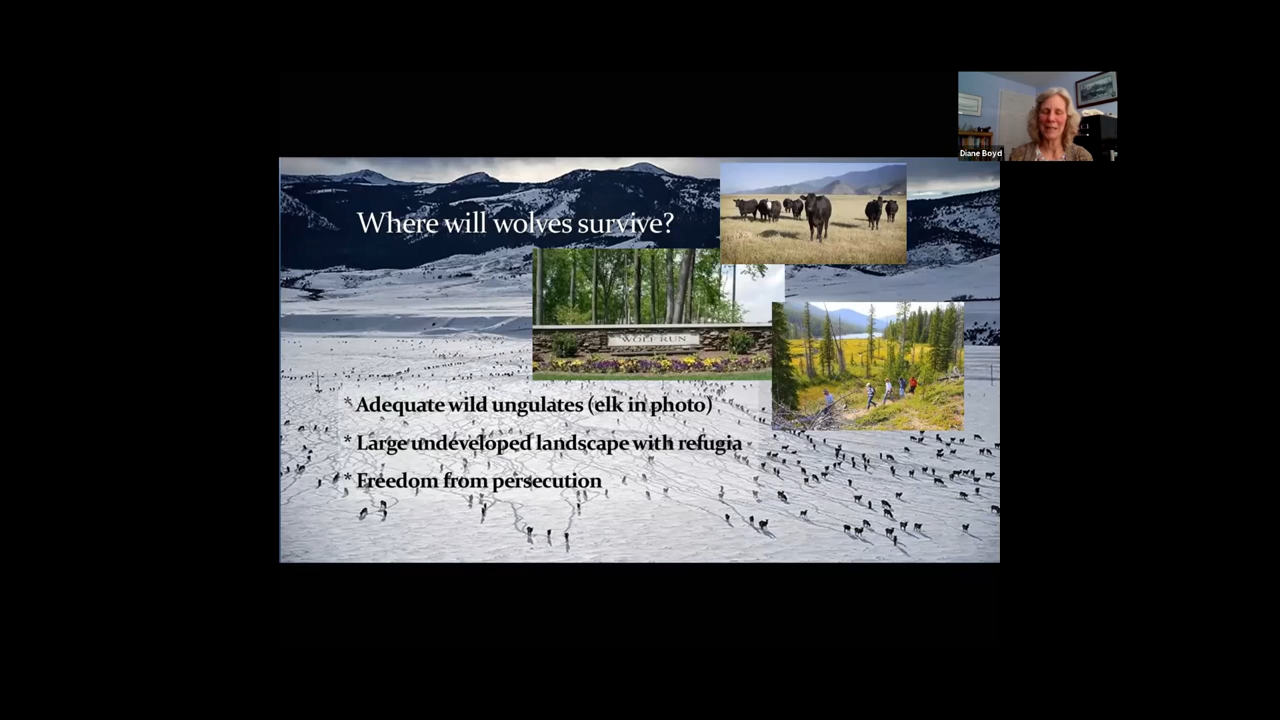 Diane Boyd
Where will wolves survive?
WOLF RUN
* Adequate wild ungulates (elk in photo)
* Large undeveloped landscape with refugia
* Freedom from persecution